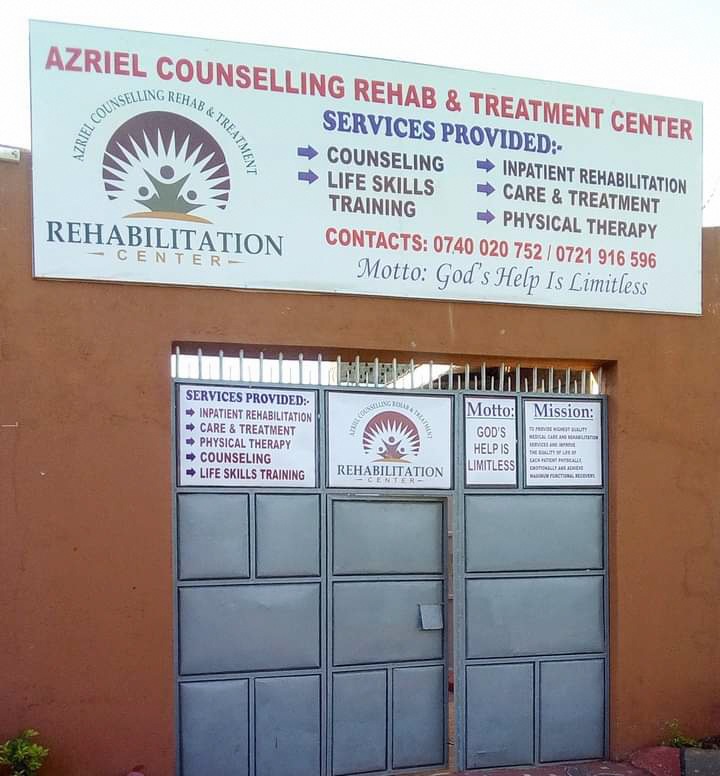 AZRIEL COUNSELLING REHAB & TREATMENT CENTER
AZRIEL COUNSELLING REHAB & TREATMENT
REHABILITATION
CENTER
SERVICES PROVIDED:-
COUNSELING
LIFE SKILLS
TRAINING
INPATIENT REHABILITATION
CARE & TREATMENT
PHYSICAL THERAPY
CONTACTS: 0740 020 752 / 0721 916 596
Motto: God's Help Is Limitless
SERVICES PROVIDED:-
INPATIENT REHABILITATION
CARE & TREATMENT
PHYSICAL THERAPY
COUNSELING
LIFE SKILLS TRAINING
AZRIEL COUNSELLING REHAB & TREATMENT
REHABILITATION
CENTER
Motto:
GOD'S
HELP IS
LIMITLESS
Mission:
TO PROVIDE HIGHEST QUALITY
MEDICAL CARE AND REHABILITATION
SERVICES AND IMPROVE
THE QUALITY OF LIFE OF
EACH PATIENT PHYSICALLY,
EMOTIONALLY AND ACHIEVE
MAXIMUM FUNCTIONAL RECOVERY.